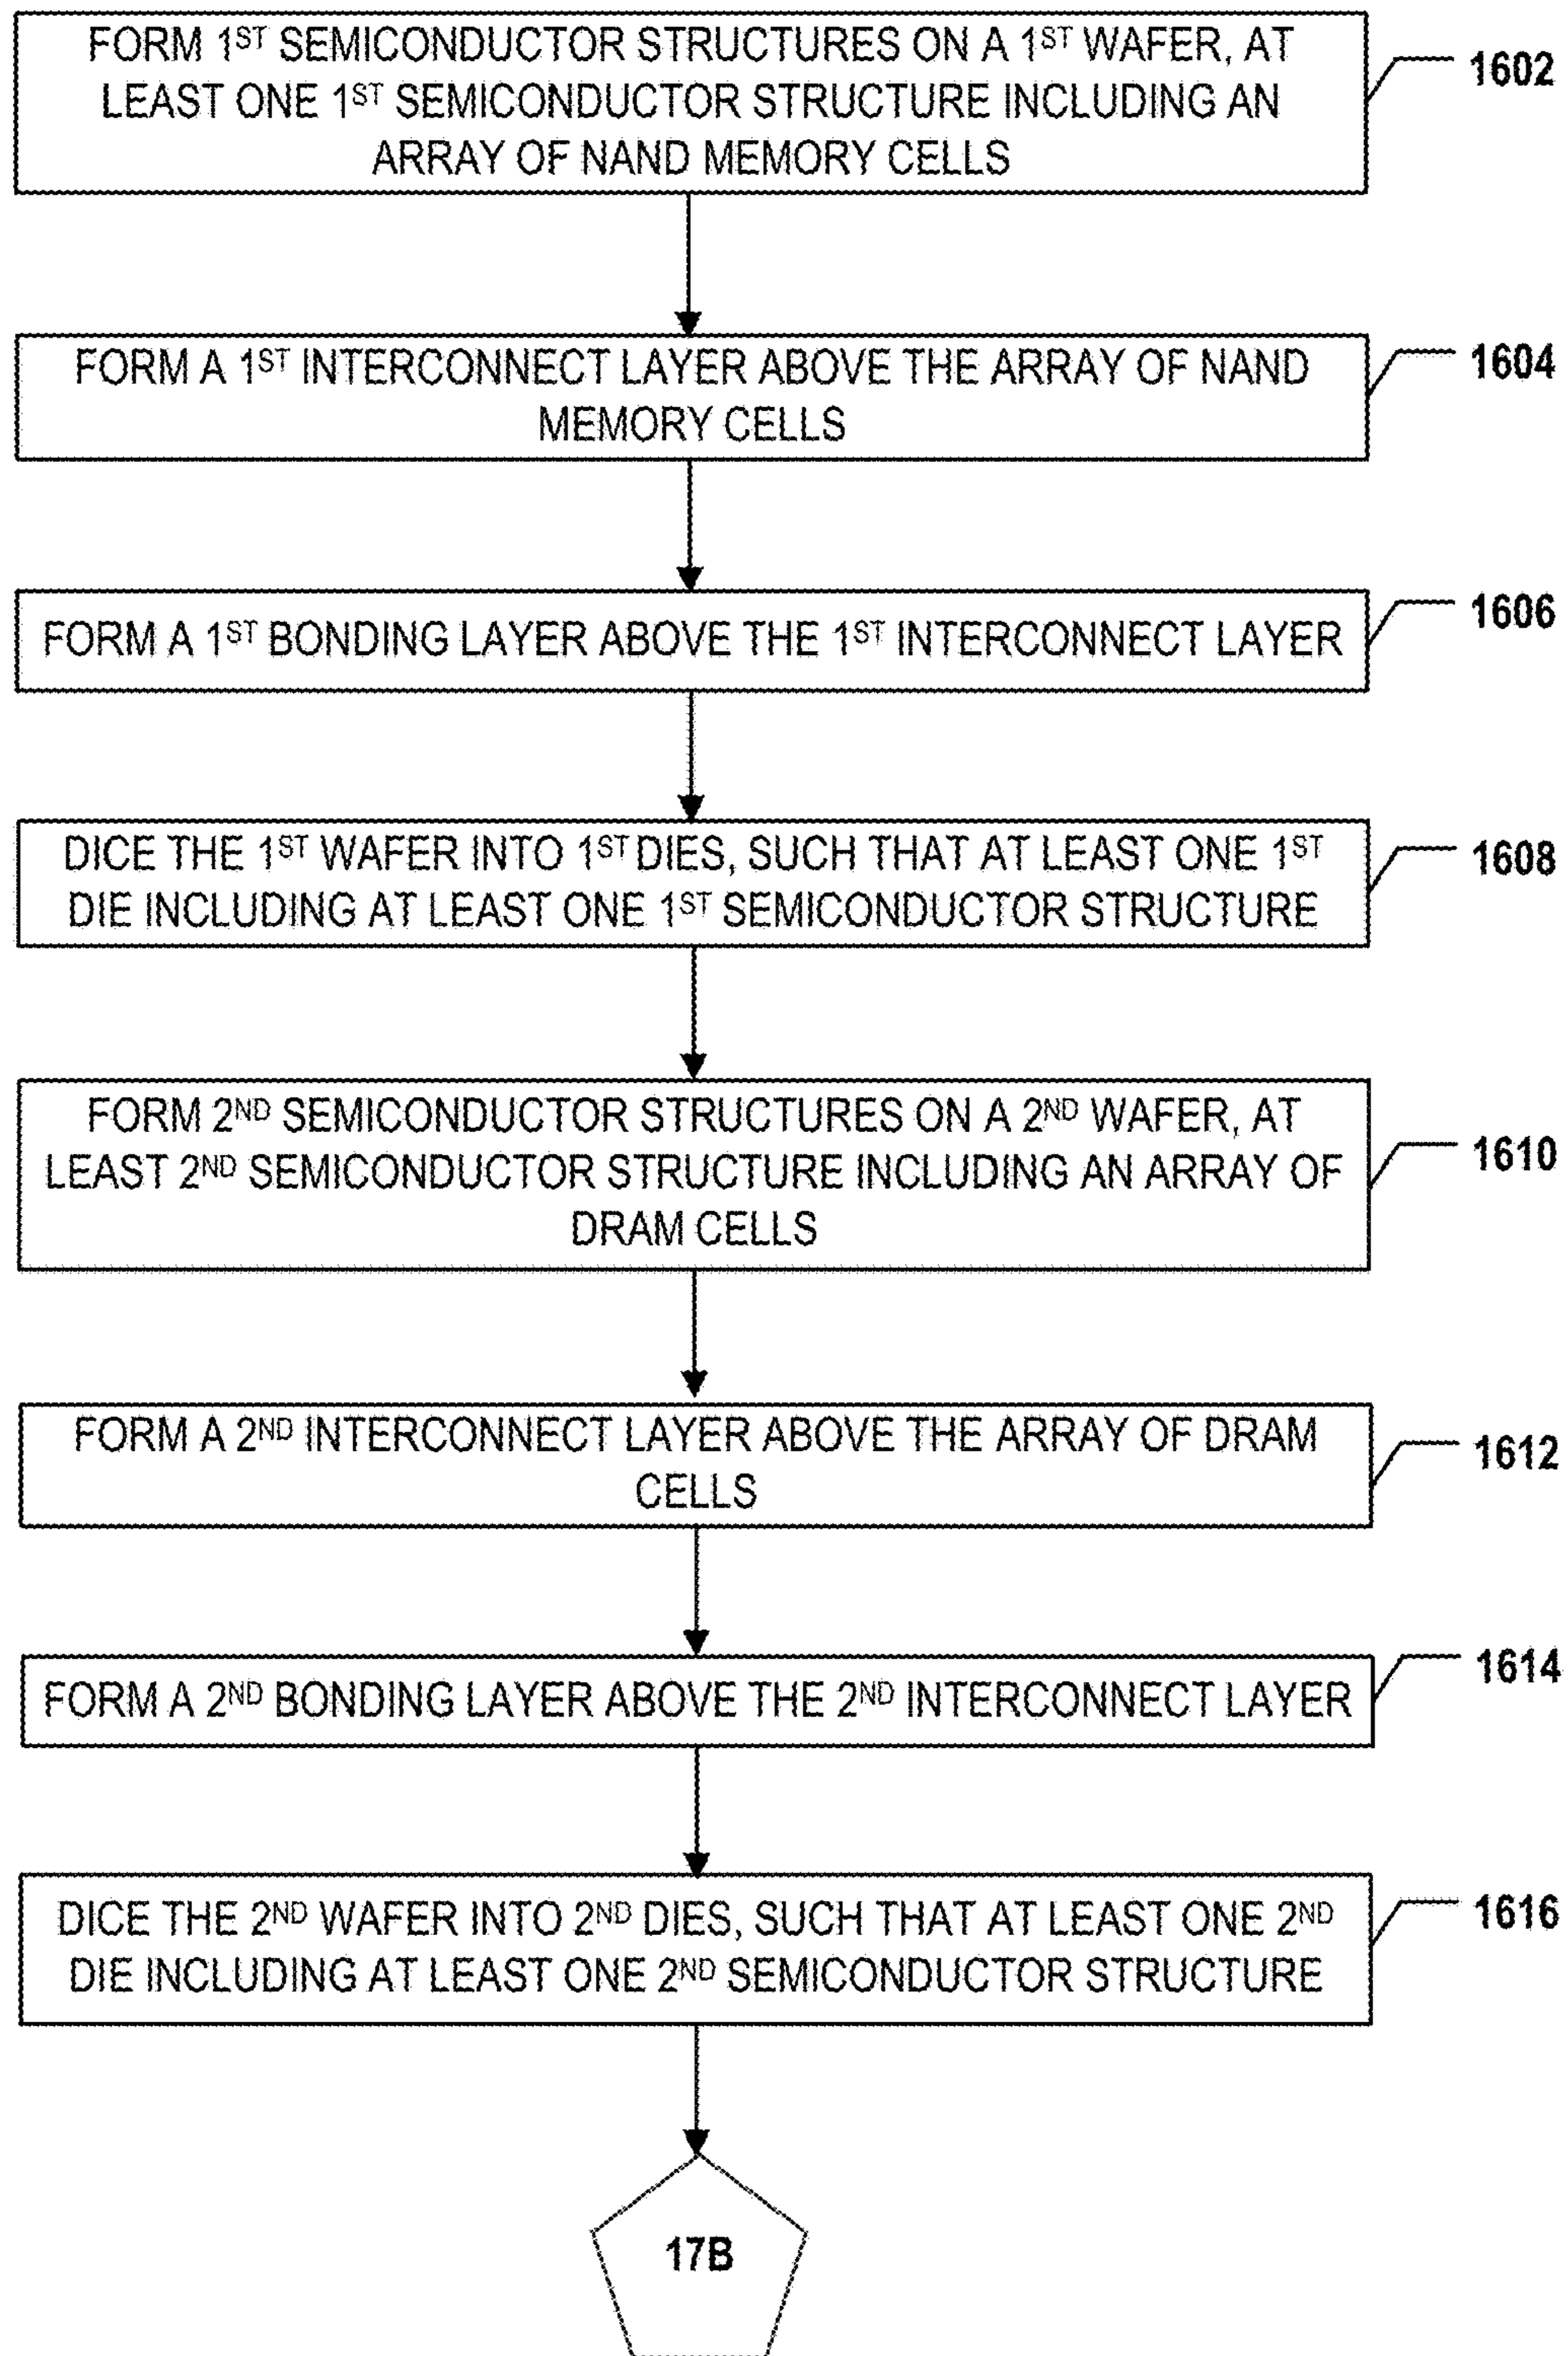 FORM 1ST SEMICONDUCTOR STRUCTURES ON A 1ST WAFER, AT
LEAST ONE 1ST SEMICONDUCTOR STRUCTURE INCLUDING AN
ARRAY OF NAND MEMORY CELLS
1602
FORM A 1ST INTERCONNECT LAYER ABOVE THE ARRAY OF NAND
MEMORY CELLS
1604
FORM A 1ST BONDING LAYER ABOVE THE 1ST INTERCONNECT LAYER
1606
DICE THE 1ST WAFER INTO 1ST DIES, SUCH THAT AT LEAST ONE 1ST
DIE INCLUDING AT LEAST ONE 1ST SEMICONDUCTOR STRUCTURE
1608
FORM 2ND SEMICONDUCTOR STRUCTURES ON A 2ND WAFER, AT
LEAST 2ND SEMICONDUCTOR STRUCTURE INCLUDING AN ARRAY OF
DRAM CELLS
1610
FORM A 2ND INTERCONNECT LAYER ABOVE THE ARRAY OF DRAM
CELLS
1612
FORM A 2ND BONDING LAYER ABOVE THE 2ND INTERCONNECT LAYER
1614
DICE THE 2ND WAFER INTO 2ND DIES, SUCH THAT AT LEAST ONE 2ND
DIE INCLUDING AT LEAST ONE 2ND SEMICONDUCTOR STRUCTURE
1616
17B